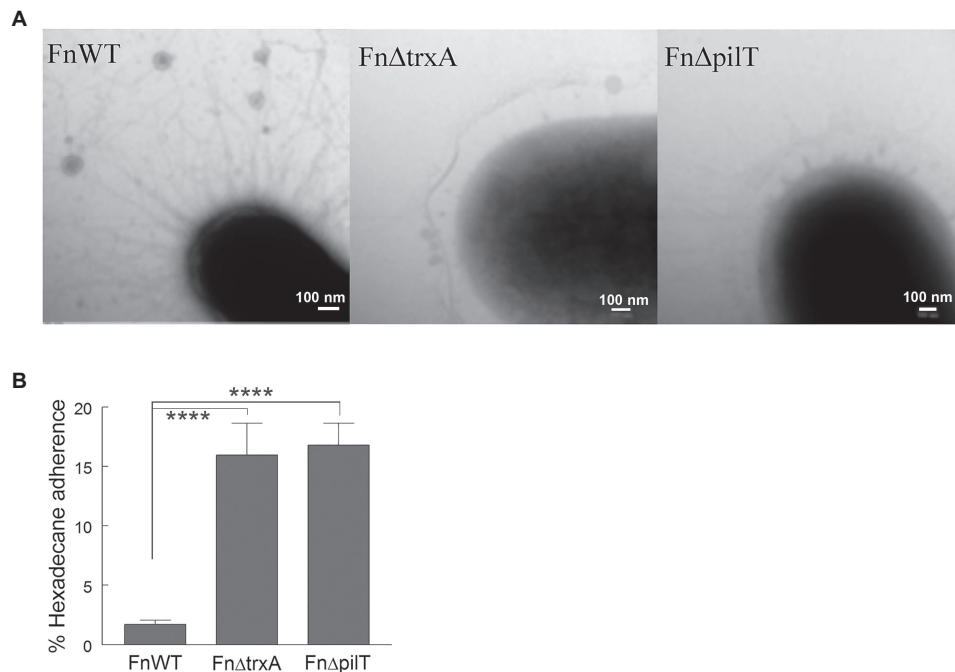 A
FnWT
FnΔtrxA
FnΔpilT
100 nm
100 nm
100 nm
B
****
****
% Hexadecane adherence
20
15
10
5
0
FnWT
FnΔtrxA
FnΔpilT